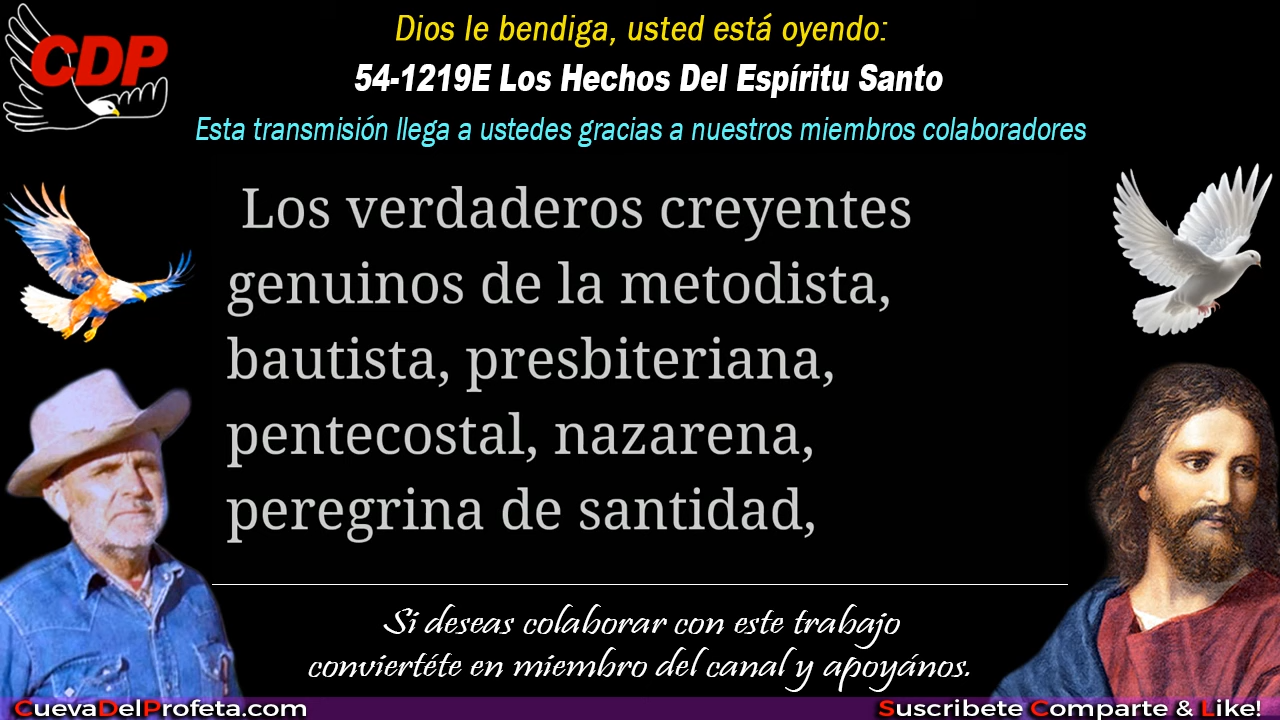 CDP
Dios le bendiga, usted está oyendo:
54-1219E Los Hechos Del Espíritu Santo
Esta transmisión llega a ustedes gracias a nuestros miembros colaboradores
Los verdaderos creyentes
genuinos de la metodista,
bautista, presbiteriana,
pentecostal, nazarena,
peregrina de santidad,
Si deseas colaborar con este trabajo
conviertéte en miembro del canal y apoyános.
CuevaDelProfeta.com
Suscribete Comparte & Like!